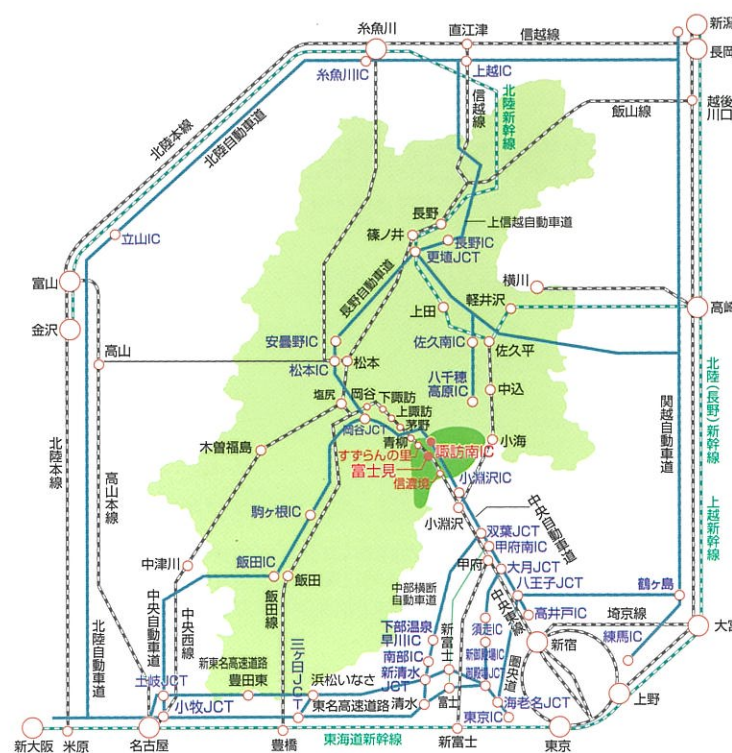 新潟
糸魚川
直江津
信越線
長岡
糸魚川IC
上越IC
北陸新幹線
信越線
飯山線
越後
川口
北陸本線
北陸自動車道
長野
上信越自動車道
篠ノ井
立山IC
長野IC
更埴JCT
富山
横川
長野自動車道
軽井沢
上田
高崎
金沢
安曇野IC
佐久南IC
佐久平
高山
松本
松本IC
八千穂
高原IC
中込
岡谷
下諏訪
塩尻
上諏訪
岡谷JCT
茅野
北陸(長野)新幹線
関越自動車道
青柳
小海
すずらんの里
諏訪南IC
木曽福島
富士見
信濃境
小淵沢IC
北陸本線
高山本線
駒ヶ根IC
小淵沢
中央自動車道
上越新幹線
双葉JCT
甲府南IC
中津川
甲府
大月JCT
飯田IC
飯田
八王子JCT
鶴ヶ島
中部横断
自動車道
飯田線
中央東線
高井戸IC
埼京線
北陸自動車道
中央自動車道
中央西線
下部温泉
早川IC
新富士
須走IC
大宮
新宿
練馬IC
三ヶ日JCT
南部IC
新御殿場IC
新東名高速道路
新清水
JCT
御殿場JCT
圏央道
土岐JCT
豊田東
浜松いなさ
富士
上野
小牧JCT
東名高速道路
清水
海老名JCT
東京IC
新大阪
米原
名古屋
豊橋
東海道新幹線
新富士
東京